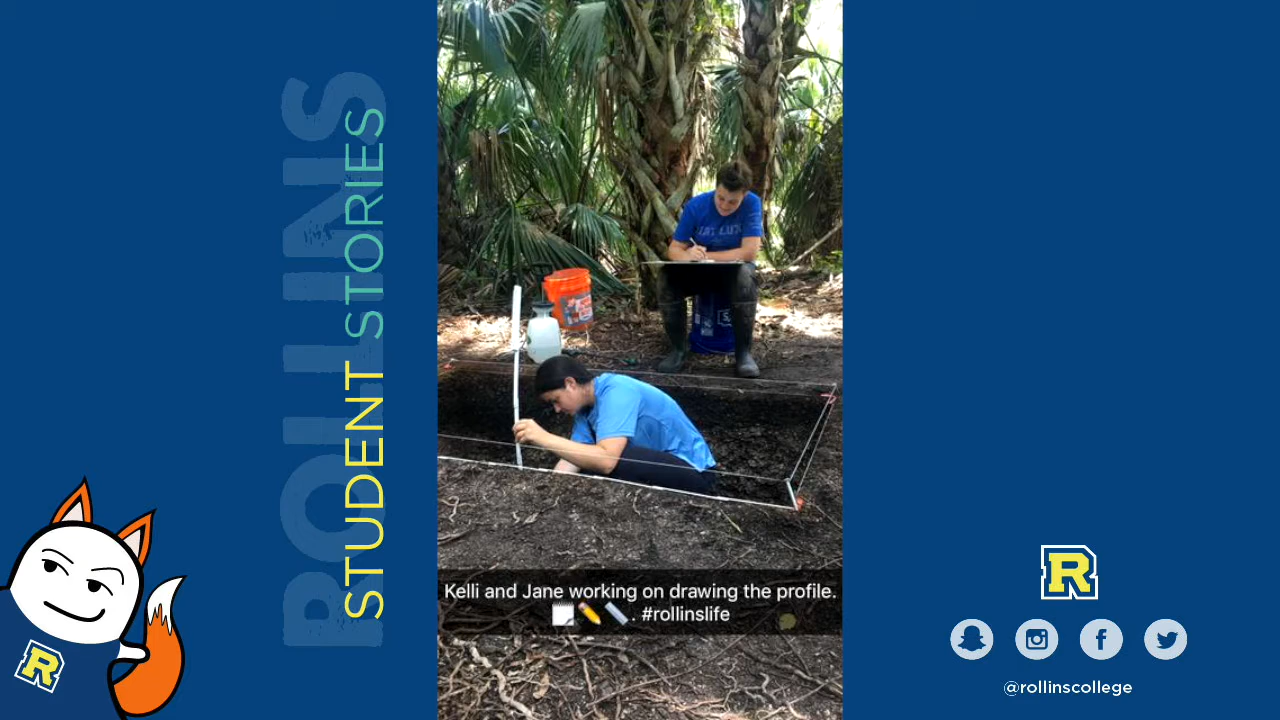 ROLLINS
STUDENT STORIES
Kelli and Jane working on drawing the profile.
. #rollinslife
R
R
@rollinscollege